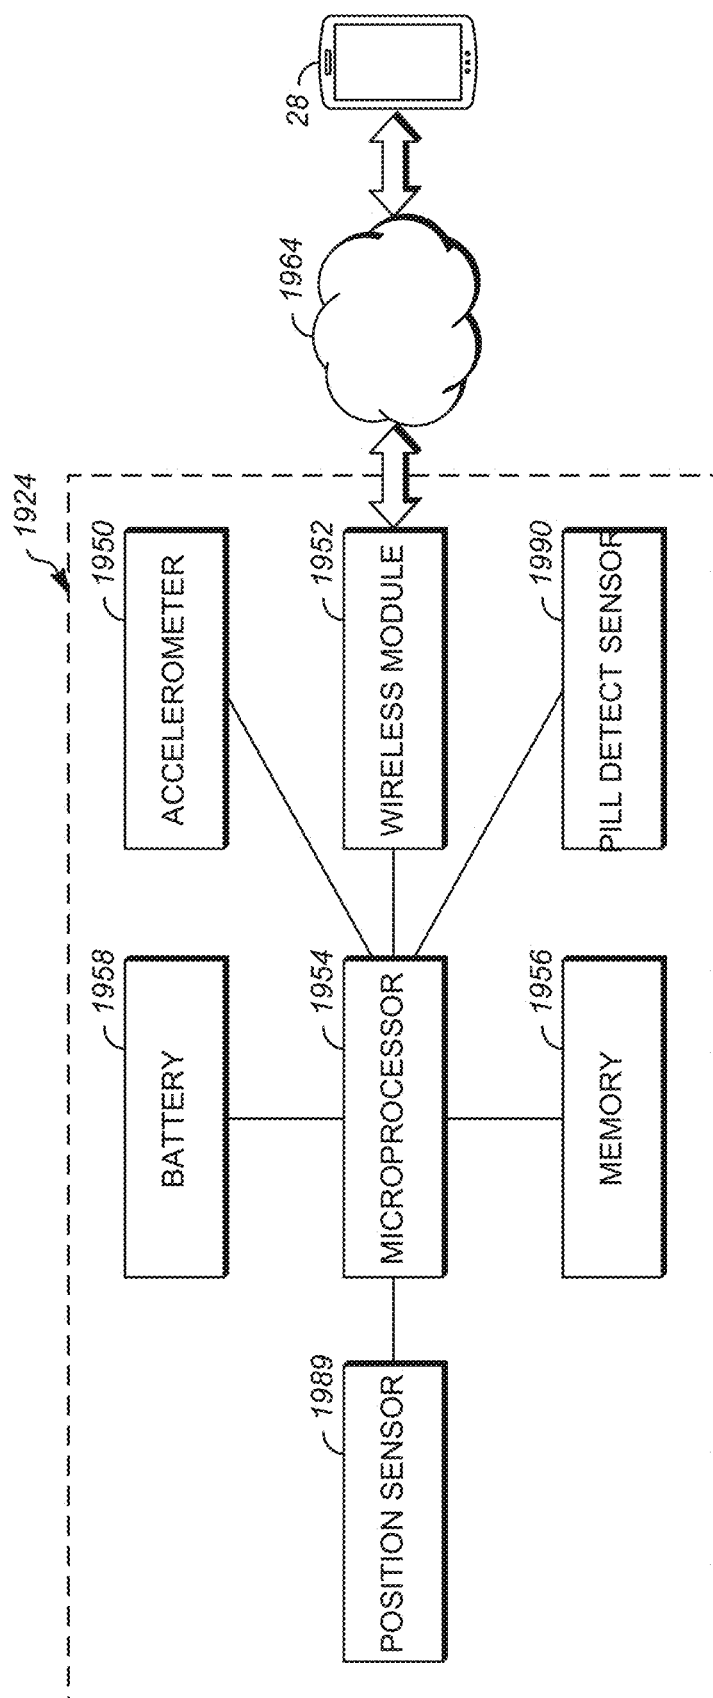 1924
POSITION SENSOR
1989
BATTERY
1958
MICROPROCESSOR
1954
MEMORY
1956
ACCELEROMETER
1950
WIRELESS MODULE
1952
PILL DETECT SENSOR
1990
1964
28